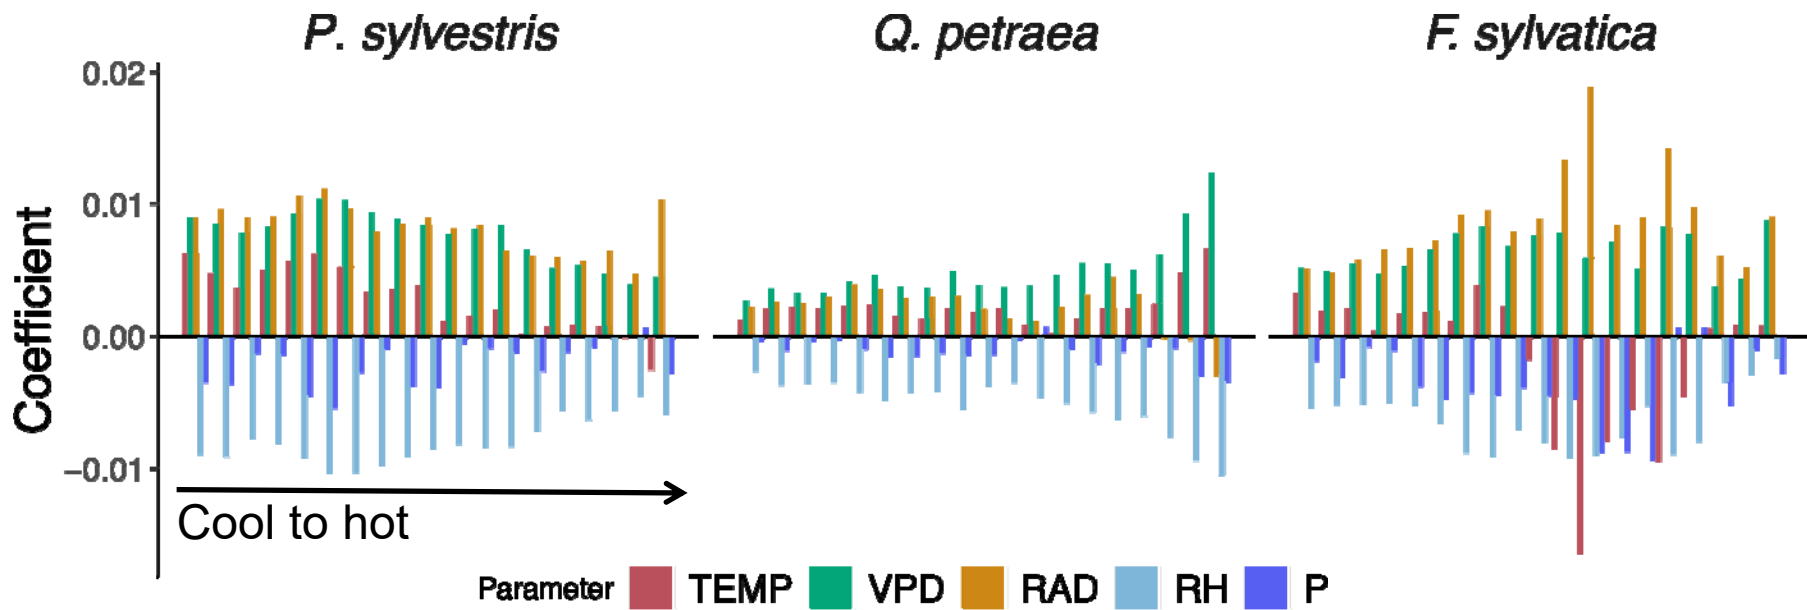 P. sylvestris Q. petraea F. sylvatica
0.02
0.01
0.00
−0.01
Coefficient
Cool to hot
Parameter TEMP VPD RAD RH P